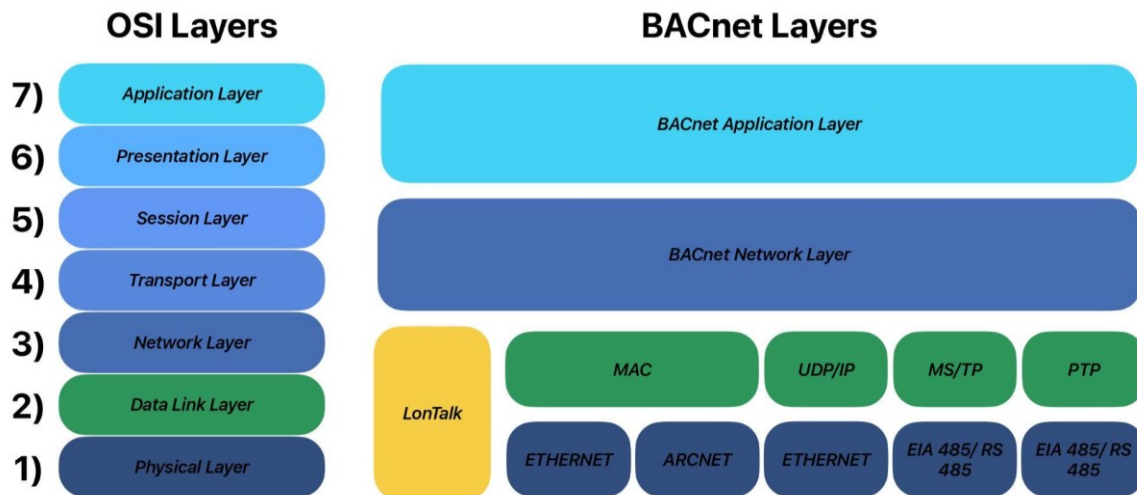 OSI Layers
BACnet Layers
7)
Application Layer
6)
Presentation Layer
5)
Session Layer
4)
Transport Layer
3)
Network Layer
2)
Data Link Layer
1)
Physical Layer
BACnet Application Layer
BACnet Network Layer
LonTalk
MAC
UDP/IP
MS/TP
PTP
ETHERNET
ARCNET
ETHERNET
EIA 485/ RS
485
EIA 485/ RS
485